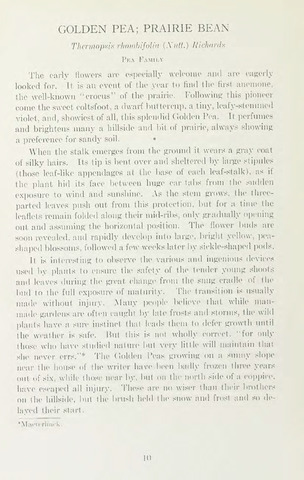 GOLDEN PEA; PRAIRIE BEAN
Thermopsis rhombifolia (Nutt.) Richards
PEA FAMILY
The early flowers are especially welcome and are eagerly
looked for. It is an event of the year to find the first anemone,
the well-known "crocus" of the prairie. Following this pioneer
come the sweet coltsfoot, a dwarf buttercup, a tiny, leafy-stemmed
violet, and, showiest of all, this splendid Golden Pea. It perfumes
and brightens many a hillside and bit of prairie, always showing
a preference for sandy soil.
When the stalk emerges from the ground it wears a gray coat
of silky hairs. Its tip is bent over and sheltered by large stipules
(those leaf-like appendages at the base of each leaf-stalk), as if
the plant hid its face between huge ear tabs from the sudden
exposure to wind and sunshine. As the stem grows, the three-
parted leaves push out from this protection, but for a time the
leaflets remain folded along their mid-ribs, only gradually opening
out and assuming the horizontal position. The flower buds are
soon revealed, and rapidly develop into large, bright yellow, pea-
shaped blossoms, followed a few weeks later by sickle-shaped pods.
It is interesting to observe the various and ingenious devices
used by plants to ensure the safety of the tender young shoots
and leaves during the great change from the snug cradle of the
bud to the full exposure of maturity. The transition is usually
made without injury. Many people believe that while man-
made gardens are often caught by late frosts and storms, the wild
plants have a sure instinct that leads them to defer growth until
the weather is safe. But this is not wholly correct, "for only
those who have studied nature but very little will maintain that
she never errs."* The Golden Peas growing on a sunny slope
near the house of the writer have been badly frozen three years
out of six, while those near by, but on the north side of a coppice,
have escaped all injury. These are no wiser than their brothers
on the hillside, but the brush held the snow and frost and so de-
layed their start.
*Maeterlinck.
10